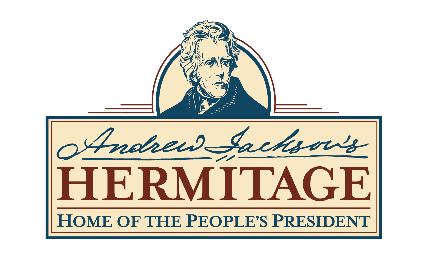 Andrew Jackson's
HERMITAGE
HOME OF THE PEOPLE'S PRESIDENT